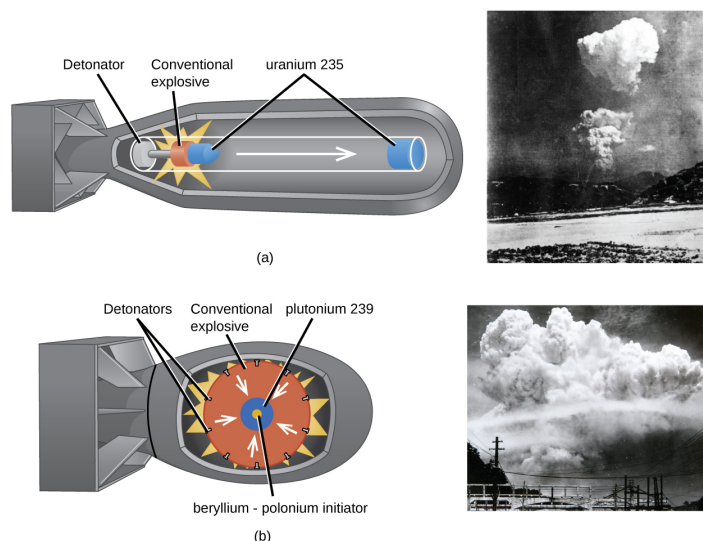 Detonator
Conventional
explosive
uranium 235
(a)
Detonators
Conventional
explosive
plutonium 239
beryllium - polonium initiator
(b)